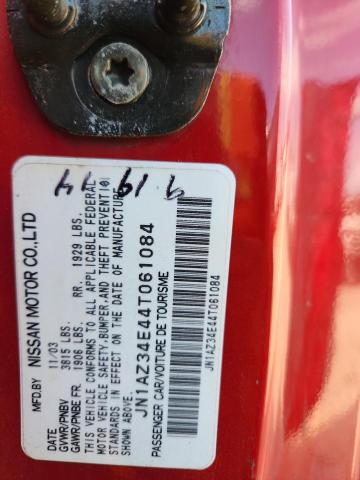 MFD.BY NISSAN MOTOR CO.,LTD
DATE 11/03
GVWR/PNBV 3815 LBS.
GAWR/PNBE FR. 1906 LBS. RR. 1929 LBS.
THIS VEHICLE CONFORMS TO ALL APPLICABLE FEDERAL
MOTOR VEHICLE SAFETY,BUMPER,AND THEFT PREVENTION
STANDARDS IN EFFECT ON THE DATE OF MANUFACTURE
SHOWN ABOVE.
JN1AZ34E44T061084
PASSENGER CAR/VOITURE DE TOURISME
JN1AZ34E44T061084